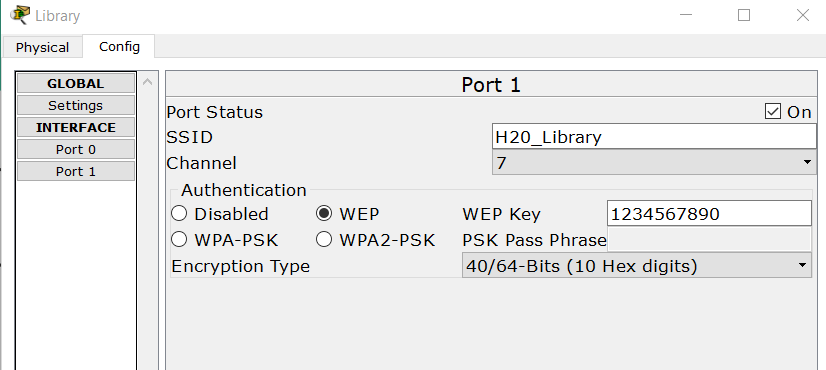 Library
Physical
Config
GLOBAL
Settings
INTERFACE
Port 0
Port 1
Port 1
Port Status
On
SSID
H20_Library
Channel
7
Authentication
Disabled
WEP
WEP Key
1234567890
WPA-PSK
WPA2-PSK
PSK Pass Phrase
Encryption Type
40/64-Bits (10 Hex digits)